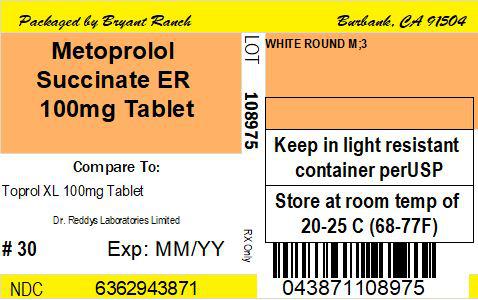 Packaged by Bryant Ranch
Burbank, CA 91504
Metoprolol
Succinate ER
100mg Tablet
Compare To:
Toprol XL 100mg Tablet
Dr. Reddys Laboratories Limited
# 30
Exp: MM/YY
NDC
6362943871
LOT
108975
RX Only
WHITE ROUND M;3
Keep in light resistant
container perUSP
Store at room temp of
20-25 C (68-77F)
043871108975